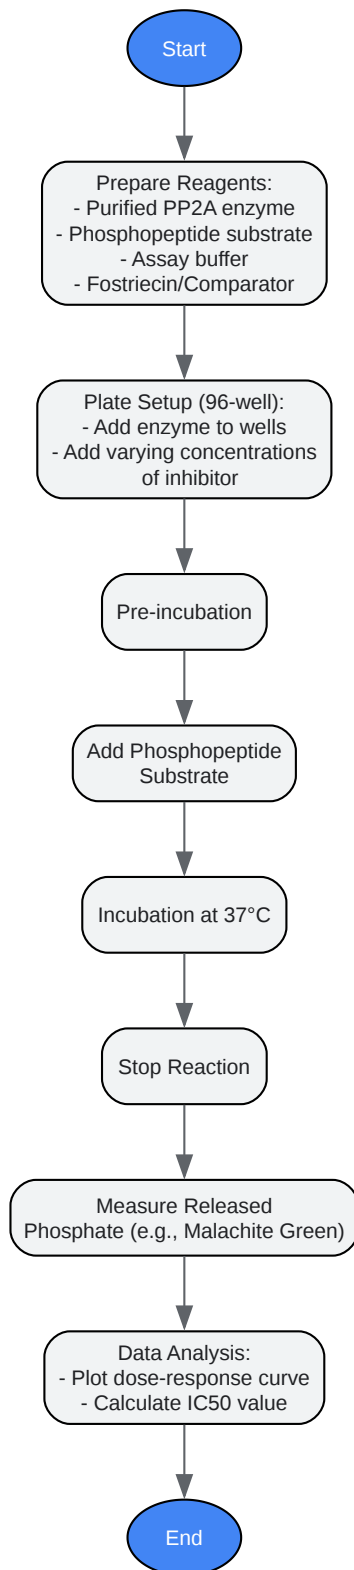 Start
Prepare Reagents:
- Purified PP2A enzyme
- Phosphopeptide substrate
- Assay buffer
- Fostriecin/Comparator
Plate Setup (96-well):
- Add enzyme to wells
- Add varying concentrations
of inhibitor
Pre-incubation
Add Phosphopeptide
Substrate
Incubation at 37°C
Stop Reaction
Measure Released
Phosphate (e.g., Malachite Green)
Data Analysis:
- Plot dose-response curve
- Calculate IC50 value
End